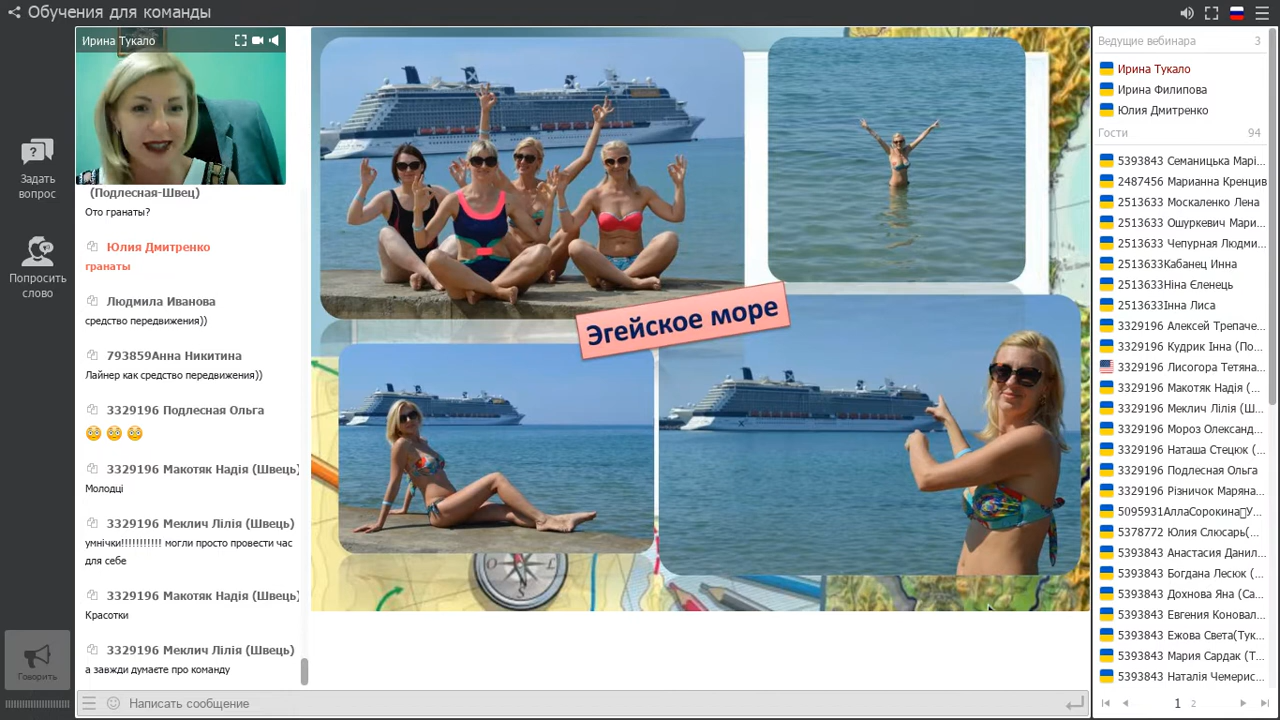 Обучения для команды
Ирина Тукало
Задать
вопрос
Попросить
слово
Говорить
(Подлесная-Швец)
Ото гранаты?
Юлия Дмитренко
гранаты
Людмила Иванова
средство передвижения))
793859Анна Никитина
Лайнер как средство передвижения))
3329196 Подлесная Ольга
3329196 Макотяк Надія (Швець)
Молодці
3329196 Меклич Лілія (Швець)
умнічки!!!!!!!!!!! могли просто провести час
для себе
3329196 Макотяк Надія (Швець)
Красотки
3329196 Меклич Лілія (Швець)
а завжди думаєте про команду
Написать сообщение
Эгейское море
Ведущие вебинара 3
Ирина Тукало
Ирина Филипова
Юлия Дмитренко
Гости 94
5393843 Семаницька Марі...
2487456 Марианна Кренцив
2513633 Москаленко Лена
2513633 Ошуркевич Мари...
2513633 Чепурная Людми...
2513633Кабанец Инна
2513633Ніна Єленець
2513633Інна Лиса
3329196 Алексей Трепаче...
3329196 Кудрик Інна (По...
3329196 Лисогора Тетяна...
3329196 Макотяк Надія (...
3329196 Меклич Лілія (Ш...
3329196 Мороз Олександ...
3329196 Наташа Стецюк (...
3329196 Подлесная Ольга
3329196 Різничок Маряна...
5095931АллаСорокина У...
5378772 Юлия Слюсарь(...
5393843 Анастасия Данил...
5393843 Богдана Лесюк (...
5393843 Дохнова Яна (Са...
5393843 Евгения Коновал...
5393843 Ежова Света(Тук...
5393843 Мария Сардак (Т...
5393843 Наталія Чемерис...
1 2